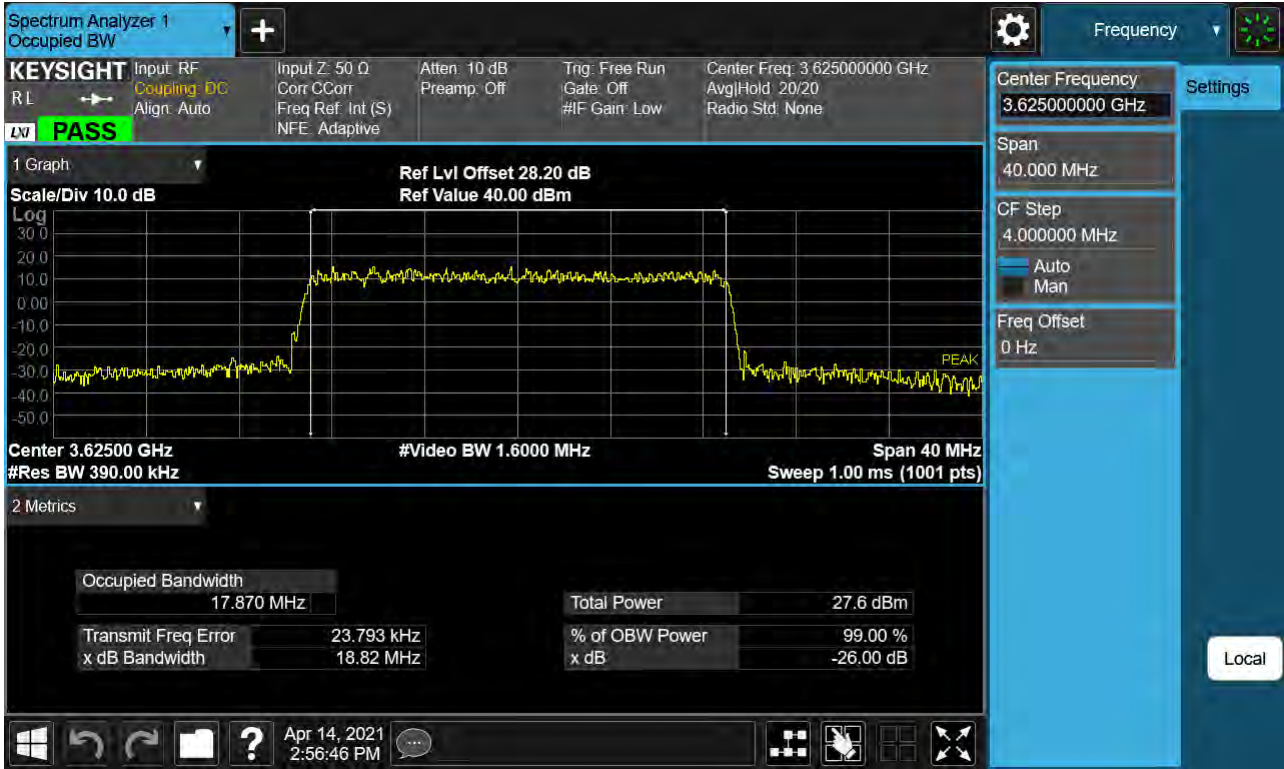 Spectrum Analyzer 1
Occupied BW
+
Frequency
KEYSIGHT
R L
LXI PASS
Input: RF
Coupling: DC
Align: Auto
Input Z: 50 Ω
Corr CCorr
Freq Ref: Int (S)
NFE: Adaptive
Atten: 10 dB
Preamp: Off
Trig: Free Run
Gate: Off
#IF Gain: Low
Center Freq: 3.625000000 GHz
Avg|Hold: 20/20
Radio Std: None
Center Frequency
3.625000000 GHz
Settings
Span
40.000 MHz
CF Step
4.000000 MHz
Auto
Man
Freq Offset
0 Hz
1 Graph
Scale/Div 10.0 dB
Ref Lvl Offset 28.20 dB
Ref Value 40.00 dBm
Log
30.0
20.0
10.0
0.00
-10.0
-20.0
-30.0
-40.0
-50.0
PEAK
Center 3.62500 GHz
#Video BW 1.6000 MHz
Span 40 MHz
#Res BW 390.00 kHz
Sweep 1.00 ms (1001 pts)
2 Metrics
Occupied Bandwidth
17.870 MHz
Total Power 27.6 dBm
Transmit Freq Error 23.793 kHz
% of OBW Power 99.00 %
x dB Bandwidth 18.82 MHz
x dB -26.00 dB
Local
?
Apr 14, 2021
2:56:46 PM